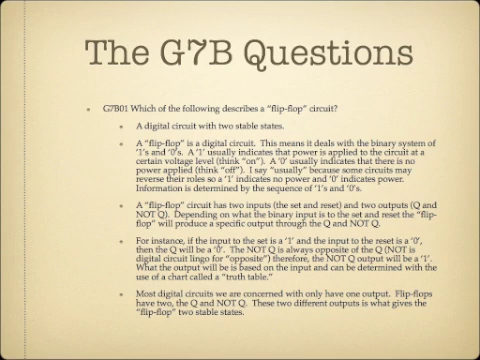 The G7B Questions
G7B01 Which of the following describes a "flip-flop" circuit?
A digital circuit with two stable states.
A "flip-flop" is a digital circuit. This means it deals with the binary system of
'1's and '0's. A '1' usually indicates that power is applied to the circuit at a
certain voltage level (think "on"). A '0' usually indicates that there is no
power applied (think "off"). I say "usually" because some circuits may
reverse their roles so a '1' indicates no power and '0' indicates power.
Information is determined by the sequence of '1's and '0's.
A "flip-flop" circuit has two inputs (the set and reset) and two outputs (Q and
NOT Q). Depending on what the binary input is to the set and reset the "flip-
flop" will produce a specific output through the Q and NOT Q.
For instance, if the input to the set is a '1' and the input to the reset is a '0',
then the Q will be a '0'. The NOT Q is always opposite of the Q (NOT is
digital circuit lingo for "opposite") therefore, the NOT Q output will be a '1'.
What the output will be is based on the input and can be determined with the
use of a chart called a "truth table."
Most digital circuits we are concerned with only have one output. Flip-flops
have two, the Q and NOT Q. These two different outputs is what gives the
"flip-flop" two stable states.